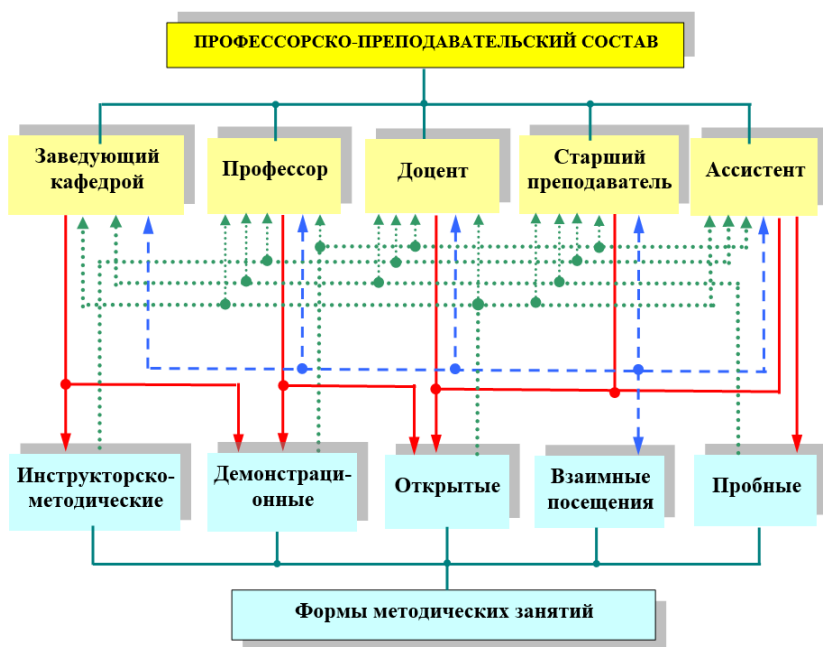 ПРОФЕССОРСКО-ПРЕПОДАВАТЕЛЬСКИЙ СОСТАВ
Заведующий
кафедрой
Профессор
Доцент
Старший
преподаватель
Ассистент
Инструкторско-
методические
Демонстраци-
онные
Открытые
Взаимные
посещения
Пробные
Формы методических занятий